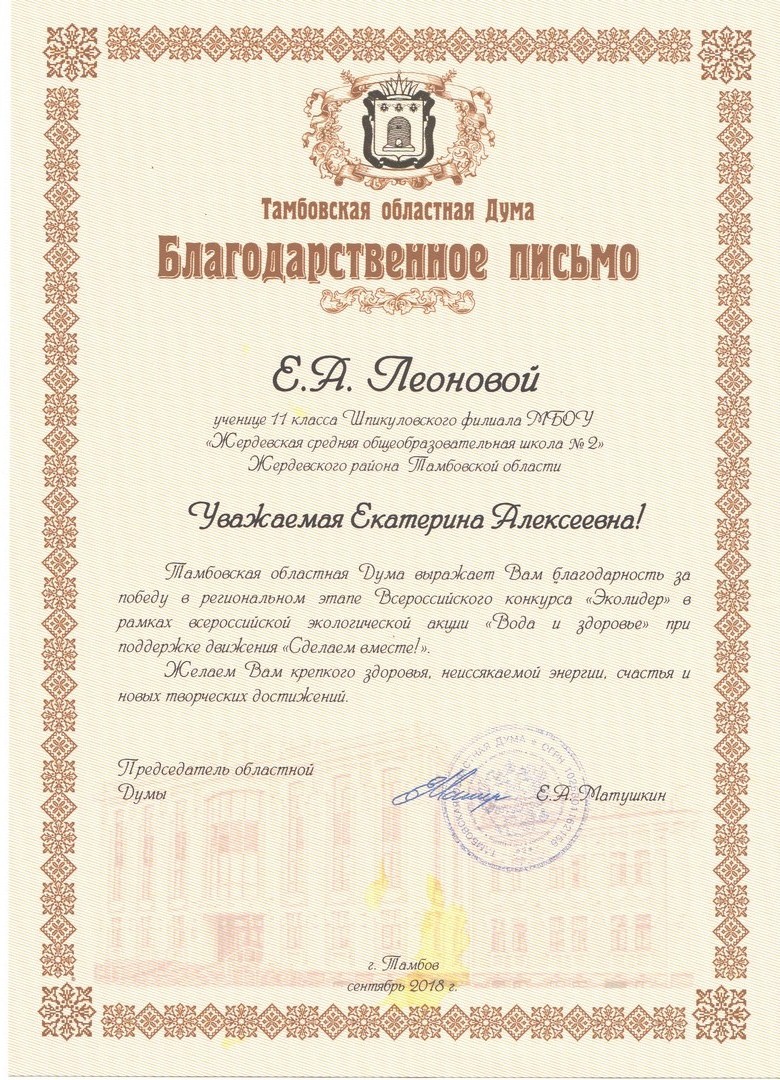 Тамбовская областная Дума
Благодарственное письмо
Е.А. Леоновой
ученице 11 класса Шпикуловского филиала МБОУ
«Жердевская средняя общеобразовательная школа № 2»
Жердевского района Тамбовской области
Уважаемая Екатерина Алексеевна!
Тамбовская областная Дума выражает Вам благодарность за
победу в региональном этапе Всероссийского конкурса «Эколидер» в
рамках всероссийской экологической акции «Вода и здоровье» при
поддержке движения «Сделаем вместе!».
Желаем Вам крепкого здоровья, неиссякаемой энергии, счастья и
новых творческих достижений.
Председатель областной
Думы
Е.А. Матушкин
г. Тамбов
сентябрь 2018 г.